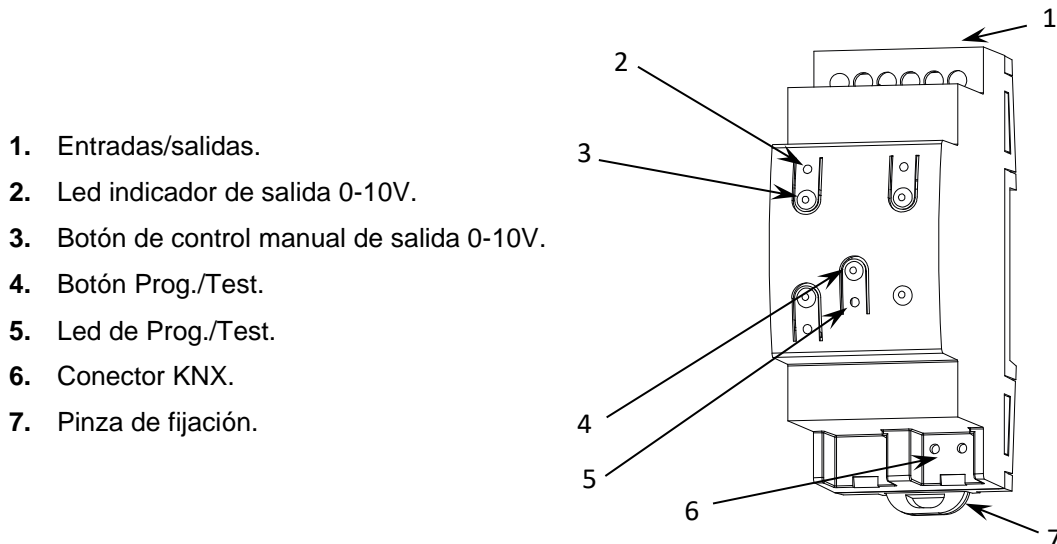 1. Entradas/salidas.
2. Led indicador de salida 0-10V.
3. Botón de control manual de salida 0-10V.
4. Botón Prog./Test.
5. Led de Prog./Test.
6. Conector KNX.
7. Pinza de fijación.
1
2
3
4
5
6
7